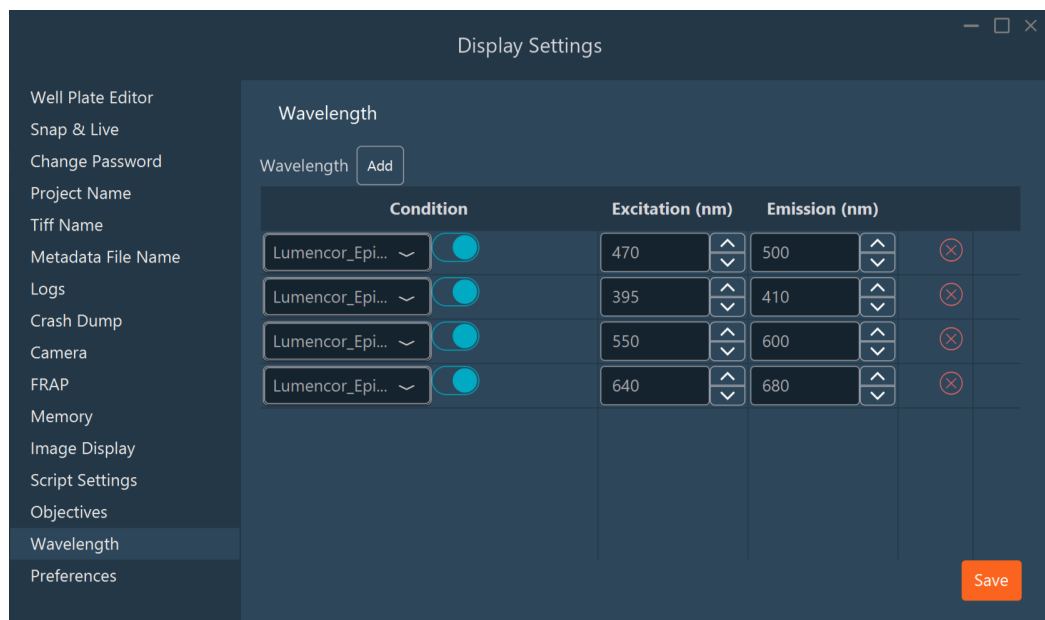 Display Settings
Well Plate Editor
Snap & Live
Change Password
Project Name
Tiff Name
Metadata File Name
Logs
Crash Dump
Camera
FRAP
Memory
Image Display
Script Settings
Objectives
Wavelength
Preferences
Wavelength
Wavelength Add
Condition Excitation (nm) Emission (nm)
Lumencor_Epi... 470 500
Lumencor_Epi... 395 410
Lumencor_Epi... 550 600
Lumencor_Epi... 640 680
Save